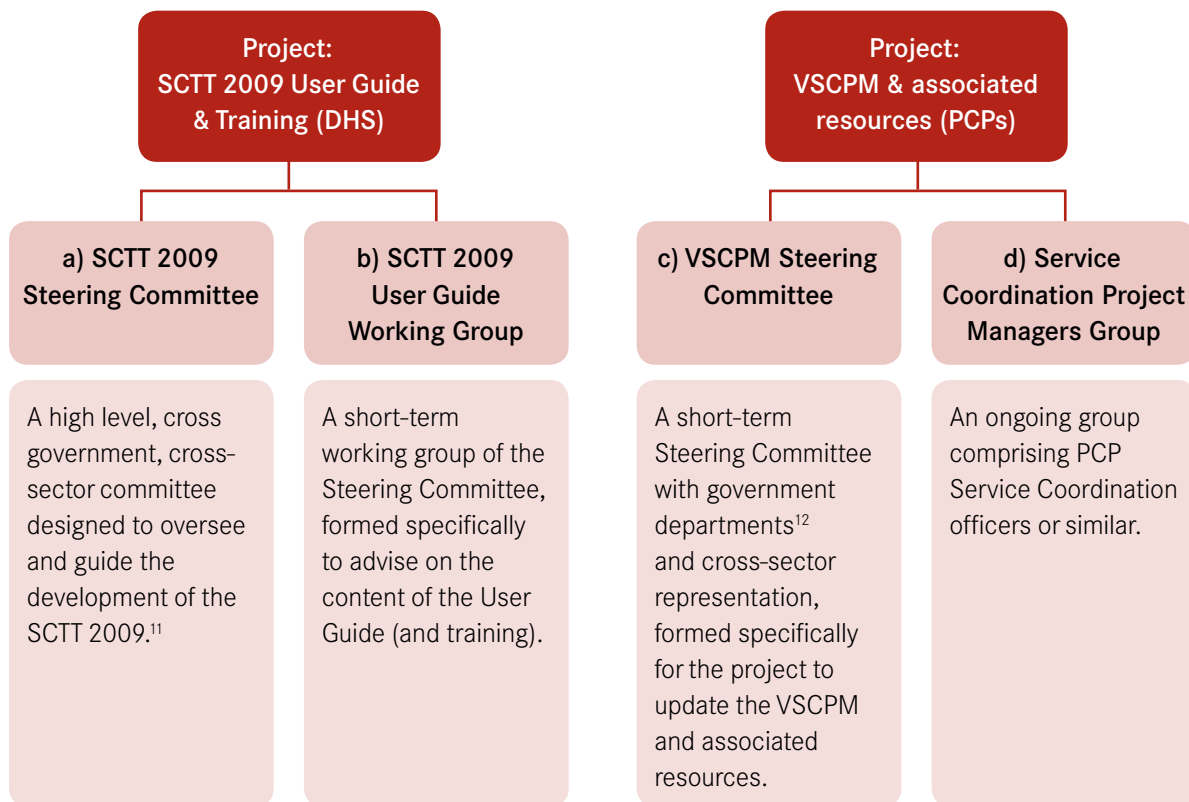 Project:
SCTT 2009 User Guide
& Training (DHS)
Project:
VSCPM & associated
resources (PCPs)
a) SCTT 2009
Steering Committee
b) SCTT 2009
User Guide
Working Group
c) VSCPM Steering
Committee
d) Service
Coordination Project
Managers Group
A high level, cross
government, cross-
sector committee
designed to oversee
and guide the
development of the
SCTT 2009.¹¹
A short-term
working group of the
Steering Committee,
formed specifically
to advise on the
content of the User
Guide (and training).
A short-term
Steering Committee
with government
departments¹²
and cross-sector
representation,
formed specifically
for the project to
update the VSCPM
and associated
resources.
An ongoing group
comprising PCP
Service Coordination
officers or similar.